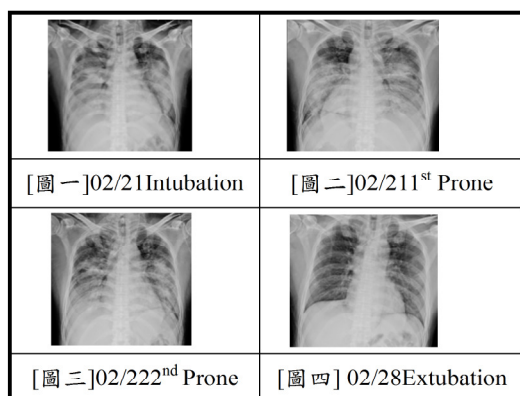 [圖一]02/21Intubation
[圖二]02/211st Prone
[圖三]02/222nd Prone
[圖四] 02/28Extubation